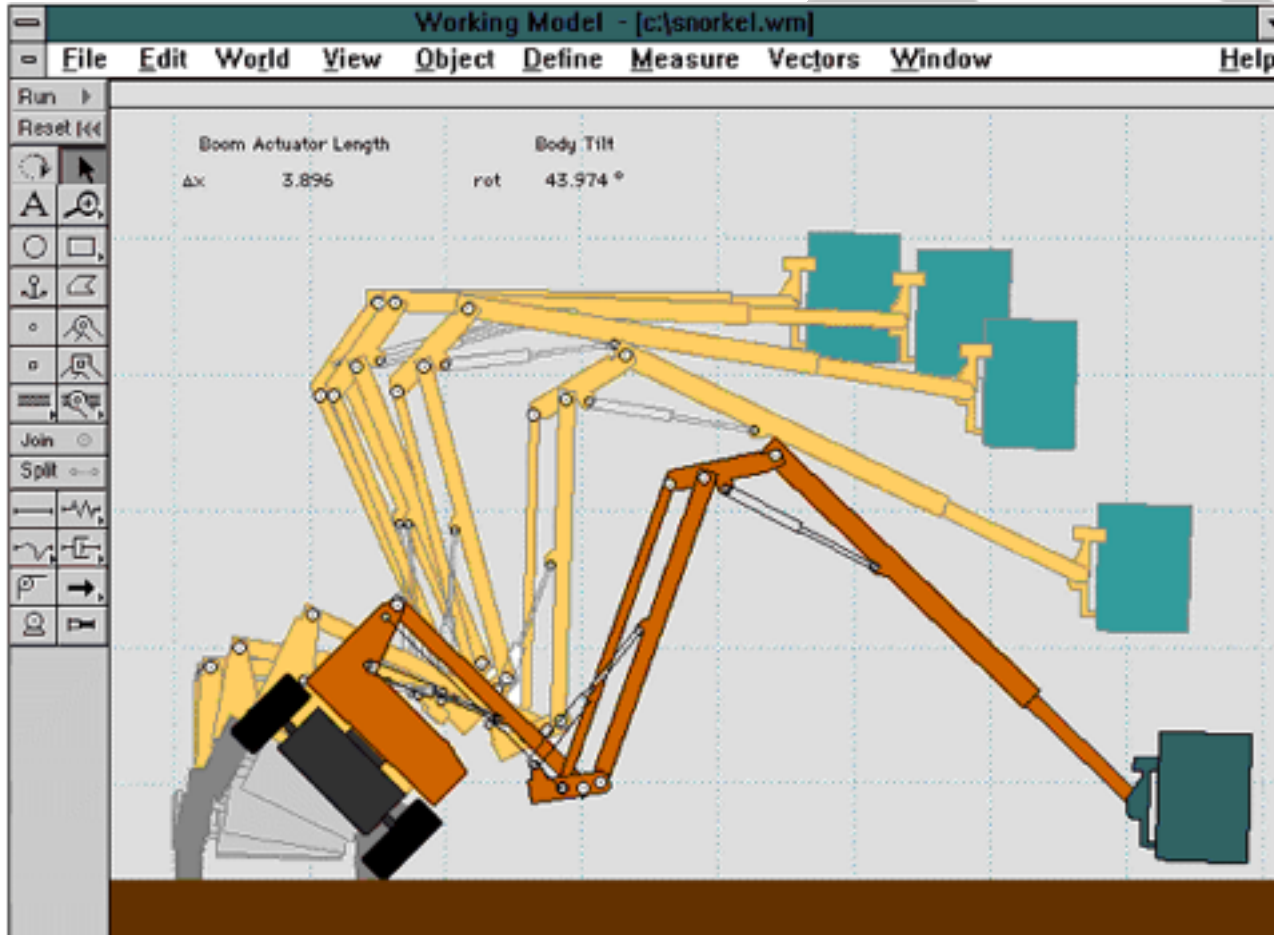 Working Model - [c:\snorkel.wm]
File Edit World View Object Define Measure Vectors Window Help
Run
Reset
Boom Actuator Length Body Tilt
Δx 3.896 rot 43.974 °
A
Join
Split